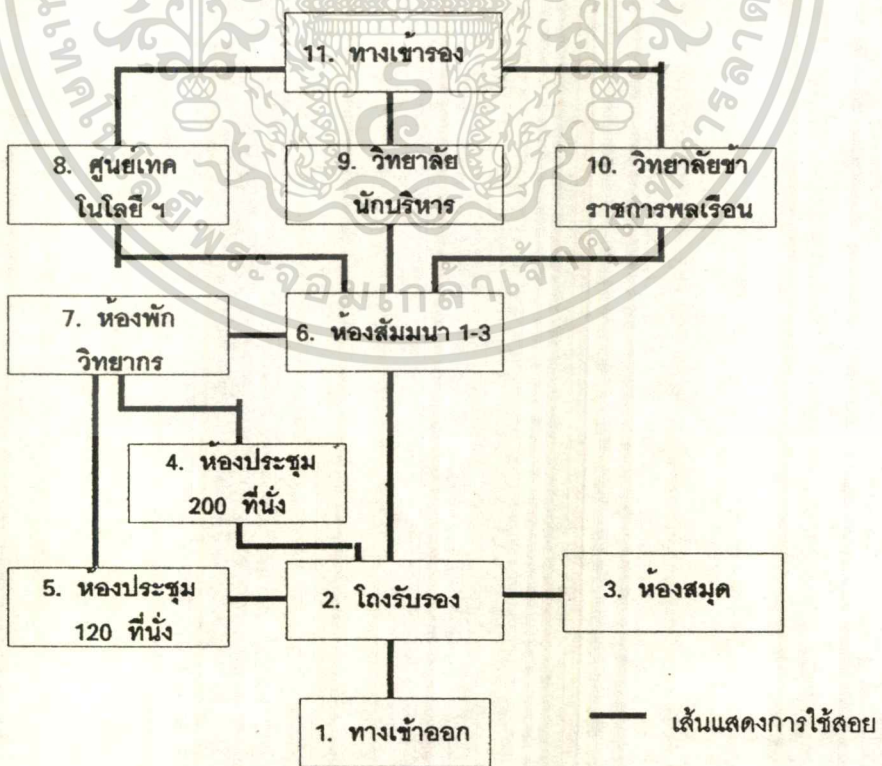 11. ทางเข้ารอง
8. ศูนย์เทค
โนโลยี ฯ
9. วิทยาลัย
นักบริหาร
10. วิทยาลัยข้า
ราชการพลเรือน
7. ห้องพัก
วิทยากร
6. ห้องสัมมนา 1-3
4. ห้องประชุม
200 ที่นั่ง
5. ห้องประชุม
120 ที่นั่ง
2. โถงรับรอง
3. ห้องสมุด
1. ทางเข้าออก
เส้นแสดงการใช้สอย